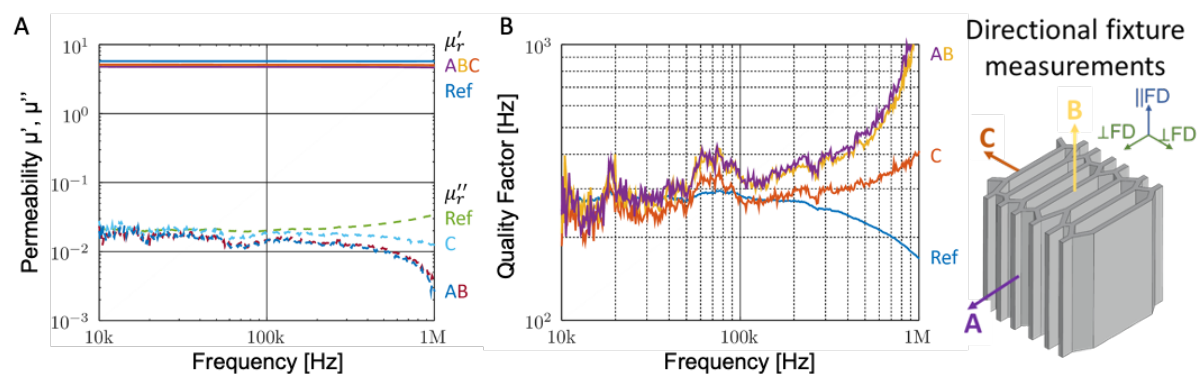 A
Permeability μ', μ''
10¹
10⁰
10⁻¹
10⁻²
10⁻³
10k
100k
1M
Frequency [Hz]
μ′ᵣ
ABC
Ref
μ″ᵣ
Ref
C
AB
B
Quality Factor [Hz]
10³
10²
10k
100k
1M
Frequency [Hz]
AB
C
Ref
Directional fixture
measurements
||FD
B
⊥FD
⊥FD
C
A